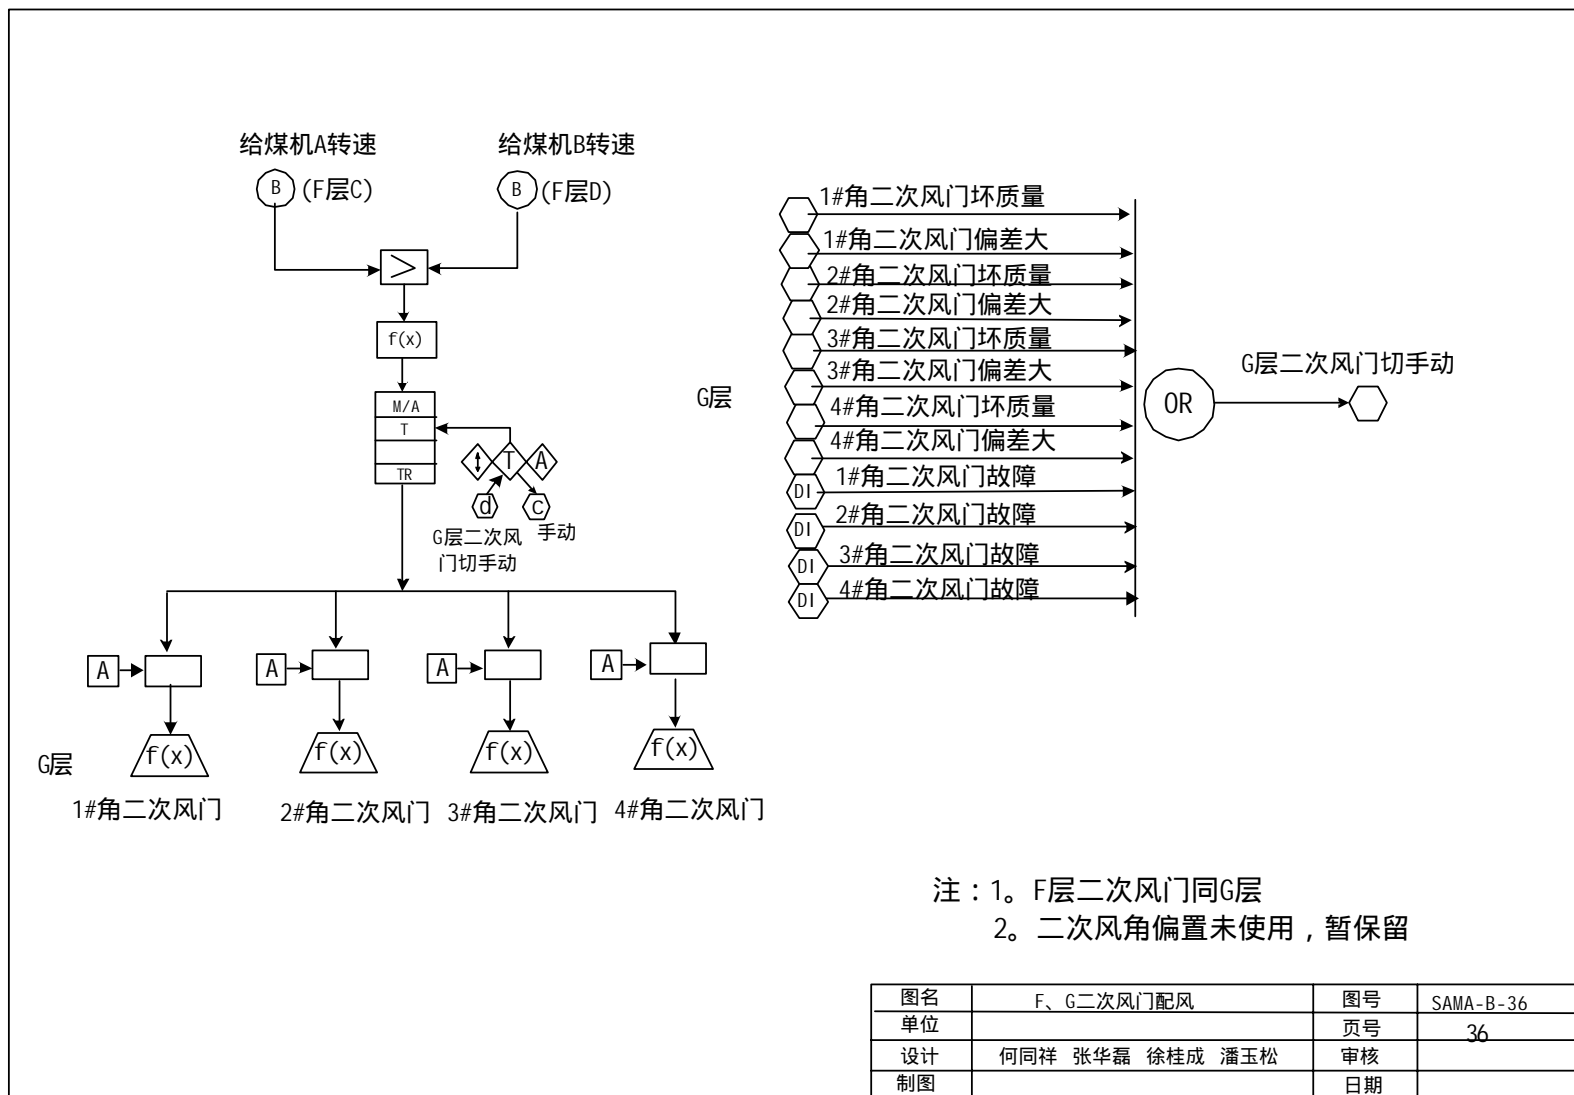 给煤机A转速
给煤机B转速
B (F层C)
B (F层D)
>
f(x)
M/A
T
TR
T A
d c
G层二次风
门切手动
手动
A
A
A
A
f(x)
f(x)
f(x)
f(x)
G层
1#角二次风门
2#角二次风门
3#角二次风门
4#角二次风门
G层
1#角二次风门坏质量
1#角二次风门偏差大
2#角二次风门坏质量
2#角二次风门偏差大
3#角二次风门坏质量
3#角二次风门偏差大
4#角二次风门坏质量
4#角二次风门偏差大
DI 1#角二次风门故障
DI 2#角二次风门故障
DI 3#角二次风门故障
DI 4#角二次风门故障
OR
G层二次风门切手动
注：1。F层二次风门同G层
2。二次风角偏置未使用，暂保留
图名 F、G二次风门配风 图号 SAMA-B-36
单位 页号 36
设计 何同祥 张华磊 徐桂成 潘玉松 审核
制图 日期